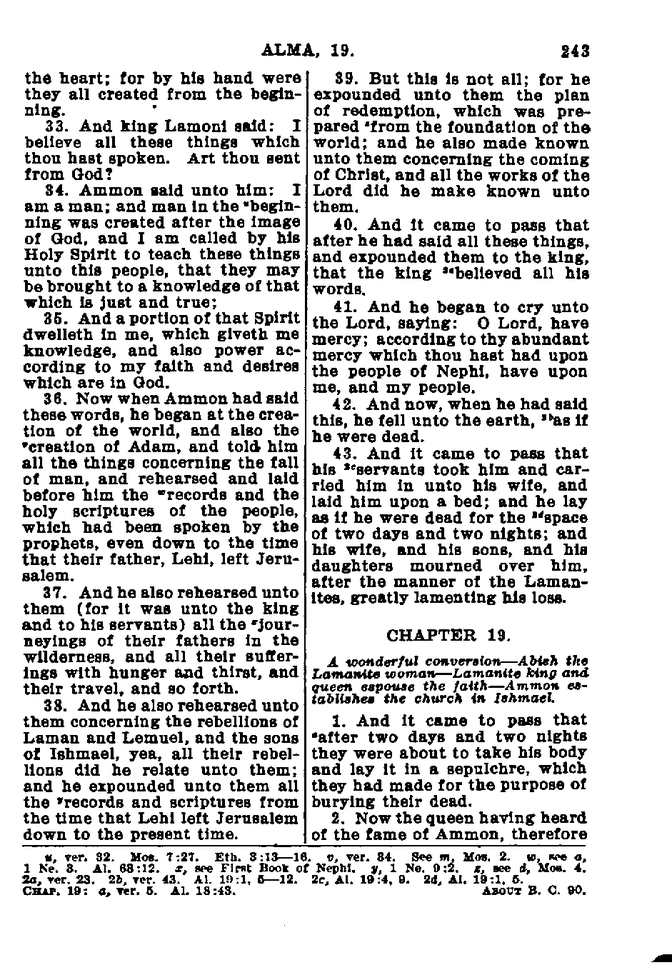 ALMA, 19. 243
the heart; for by his hand were
they all created from the begin-
ning.
33. And king Lamoni said: I
believe all these things which
thou hast spoken. Art thou sent
from God?
34. Ammon said unto him: I
am a man; and man in the ᵘbegin-
ning was created after the image
of God, and I am called by his
Holy Spirit to teach these things
unto this people, that they may
be brought to a knowledge of that
which is just and true;
35. And a portion of that Spirit
dwelleth in me, which giveth me
knowledge, and also power ac-
cording to my faith and desires
which are in God.
36. Now when Ammon had said
these words, he began at the crea-
tion of the world, and also the
ᵛcreation of Adam, and told him
all the things concerning the fall
of man, and rehearsed and laid
before him the ʷrecords and the
holy scriptures of the people,
which had been spoken by the
prophets, even down to the time
that their father, Lehi, left Jeru-
salem.
37. And he also rehearsed unto
them (for it was unto the king
and to his servants) all the ˣjour-
neyings of their fathers in the
wilderness, and all their suffer-
ings with hunger and thirst, and
their travel, and so forth.
38. And he also rehearsed unto
them concerning the rebellions of
Laman and Lemuel, and the sons
of Ishmael, yea, all their rebel-
lions did he relate unto them;
and he expounded unto them all
the ʸrecords and scriptures from
the time that Lehi left Jerusalem
down to the present time.
39. But this is not all; for he
expounded unto them the plan
of redemption, which was pre-
pared ᶻfrom the foundation of the
world; and he also made known
unto them concerning the coming
of Christ, and all the works of the
Lord did he make known unto
them.
40. And it came to pass that
after he had said all these things,
and expounded them to the king,
that the king ²ᵃbelieved all his
words.
41. And he began to cry unto
the Lord, saying: O Lord, have
mercy; according to thy abundant
mercy which thou hast had upon
the people of Nephi, have upon
me, and my people.
42. And now, when he had said
this, he fell unto the earth, ²ᵇas if
he were dead.
43. And it came to pass that
his ²ᶜservants took him and car-
ried him in unto his wife, and
laid him upon a bed; and he lay
as if he were dead for the ²ᵈspace
of two days and two nights; and
his wife, and his sons, and his
daughters mourned over him,
after the manner of the Laman-
ites, greatly lamenting his loss.
CHAPTER 19.
A wonderful conversion—Abish the
Lamanite woman—Lamanite king and
queen espouse the faith—Ammon es-
tablishes the church in Ishmael.
1. And it came to pass that
ᵃafter two days and two nights
they were about to take his body
and lay it in a sepulchre, which
they had made for the purpose of
burying their dead.
2. Now the queen having heard
of the fame of Ammon, therefore
u, ver. 32. Mos. 7:27. Eth. 3:13—16. v, ver. 34. See m, Mos. 2. w, see a,
1 Ne. 3. Al. 63:12. x, see First Book of Nephi. y, 1 Ne. 9:2. z, see d, Mos. 4.
2a, ver. 23. 2b, ver. 43. Al. 19:1, 5—12. 2c, Al. 19:4, 9. 2d, Al. 19:1, 5.
CHAP. 19: a, ver. 5. Al. 18:43. ABOUT B. C. 90.